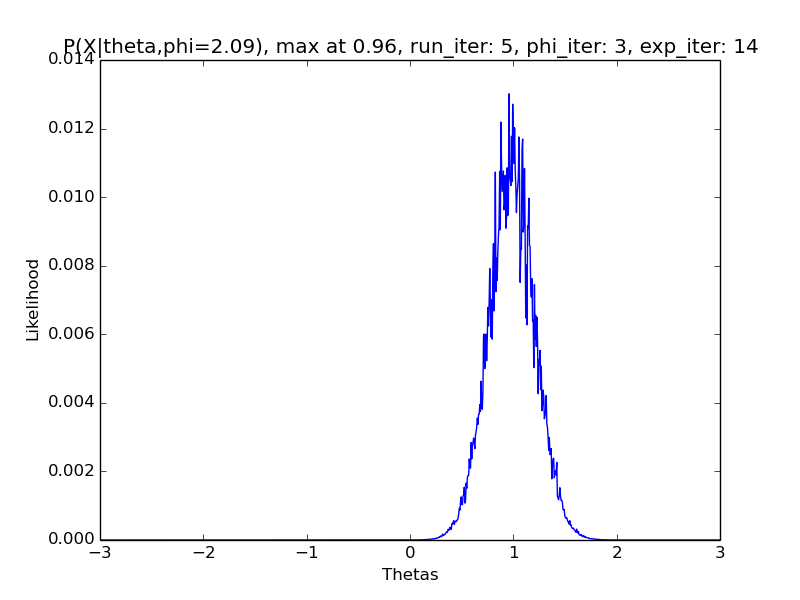 P(X|theta,phi=2.09), max at 0.96, run_iter: 5, phi_iter: 3, exp_iter: 14
0.014
0.012
0.010
0.008
0.006
0.004
0.002
0.000
Likelihood
−3 −2 −1 0 1 2 3
Thetas